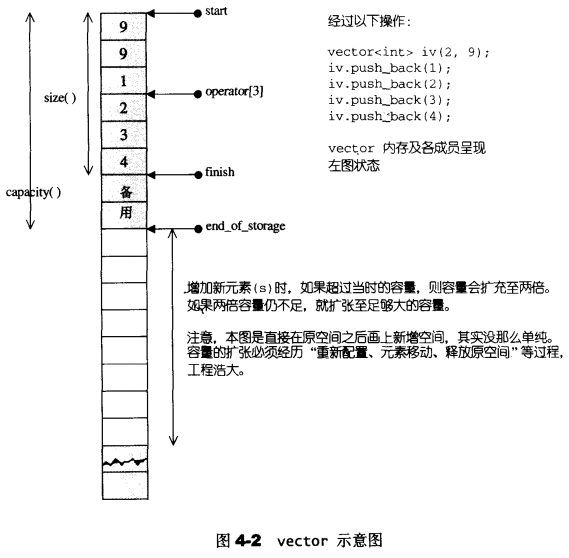 start
经过以下操作:
9
9
vector<int> iv(2, 9);
iv.push_back(1);
1
iv.push_back(2);
size( )
operator[3]
iv.push_back(3);
2
iv.push_back(4);
3
4
vector 内存及各成员呈现
左图状态
finish
capacity( )
备
用
end_of_storage
增加新元素(s)时，如果超过当时的容量，则容量会扩充至两倍。
如果两倍容量仍不足，就扩张至足够大的容量。
注意，本图是直接在原空间之后画上新增空间，其实没那么单纯。
容量的扩张必须经历“重新配置、元素移动、释放原空间”等过程，
工程浩大。
图 4-2 vector 示意图